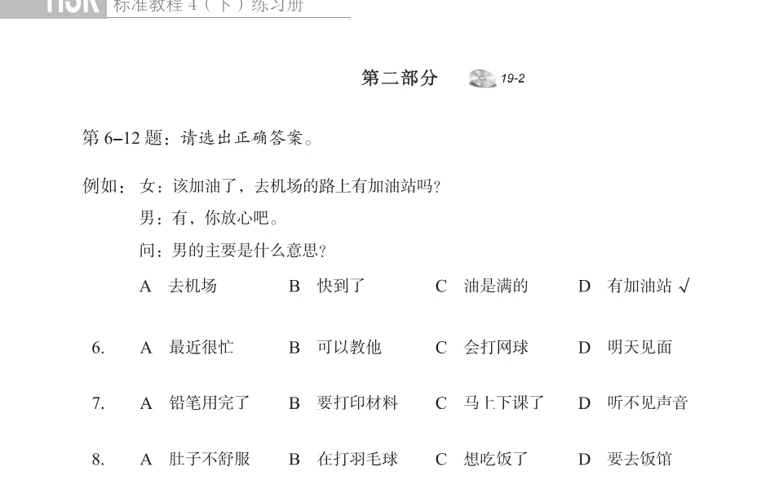 HSK 标准教程 4（下）练习册
第二部分 19-2
第 6–12 题：请选出正确答案。
例如：女：该加油了，去机场的路上有加油站吗？
男：有，你放心吧。
问：男的主要是什么意思？
A 去机场 B 快到了 C 油是满的 D 有加油站 √
6. A 最近很忙 B 可以教他 C 会打网球 D 明天见面
7. A 铅笔用完了 B 要打印材料 C 马上下课了 D 听不见声音
8. A 肚子不舒服 B 在打羽毛球 C 想吃饭了 D 要去饭馆